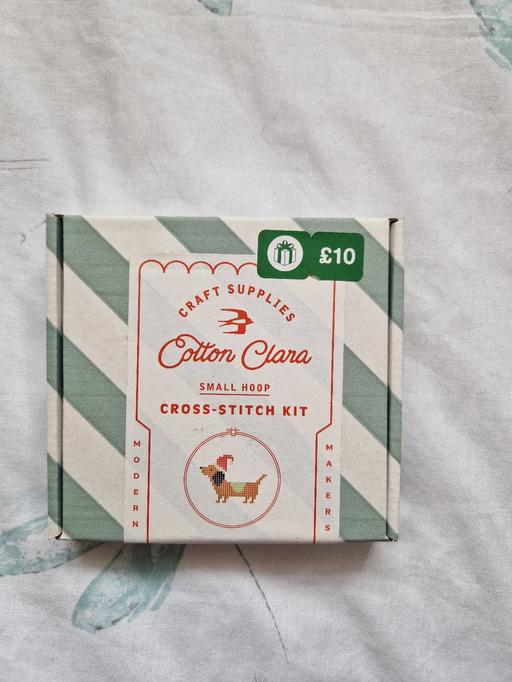 £10
CRAFT SUPPLIES
Cotton Clara
SMALL HOOP
CROSS-STITCH KIT
MODERN
MAKERS